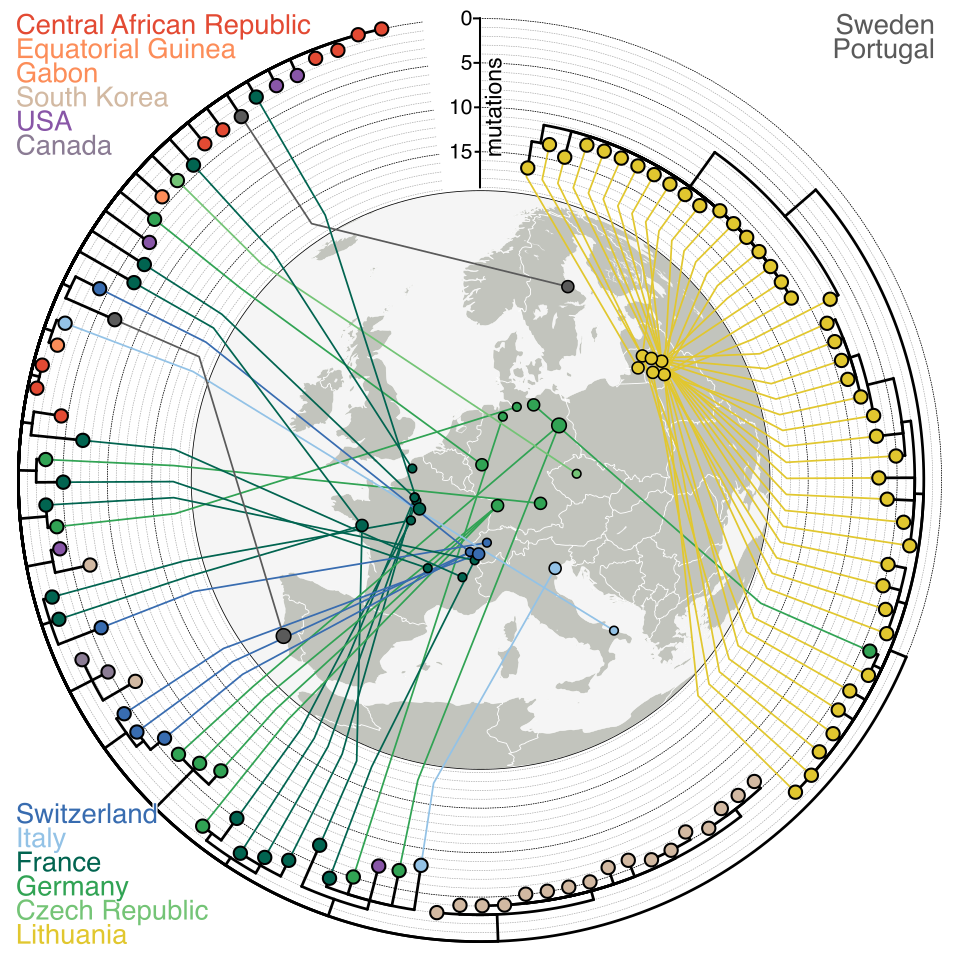 Central African Republic
Equatorial Guinea
Gabon
South Korea
USA
Canada
0
5
10
15
mutations
Sweden
Portugal
Switzerland
Italy
France
Germany
Czech Republic
Lithuania